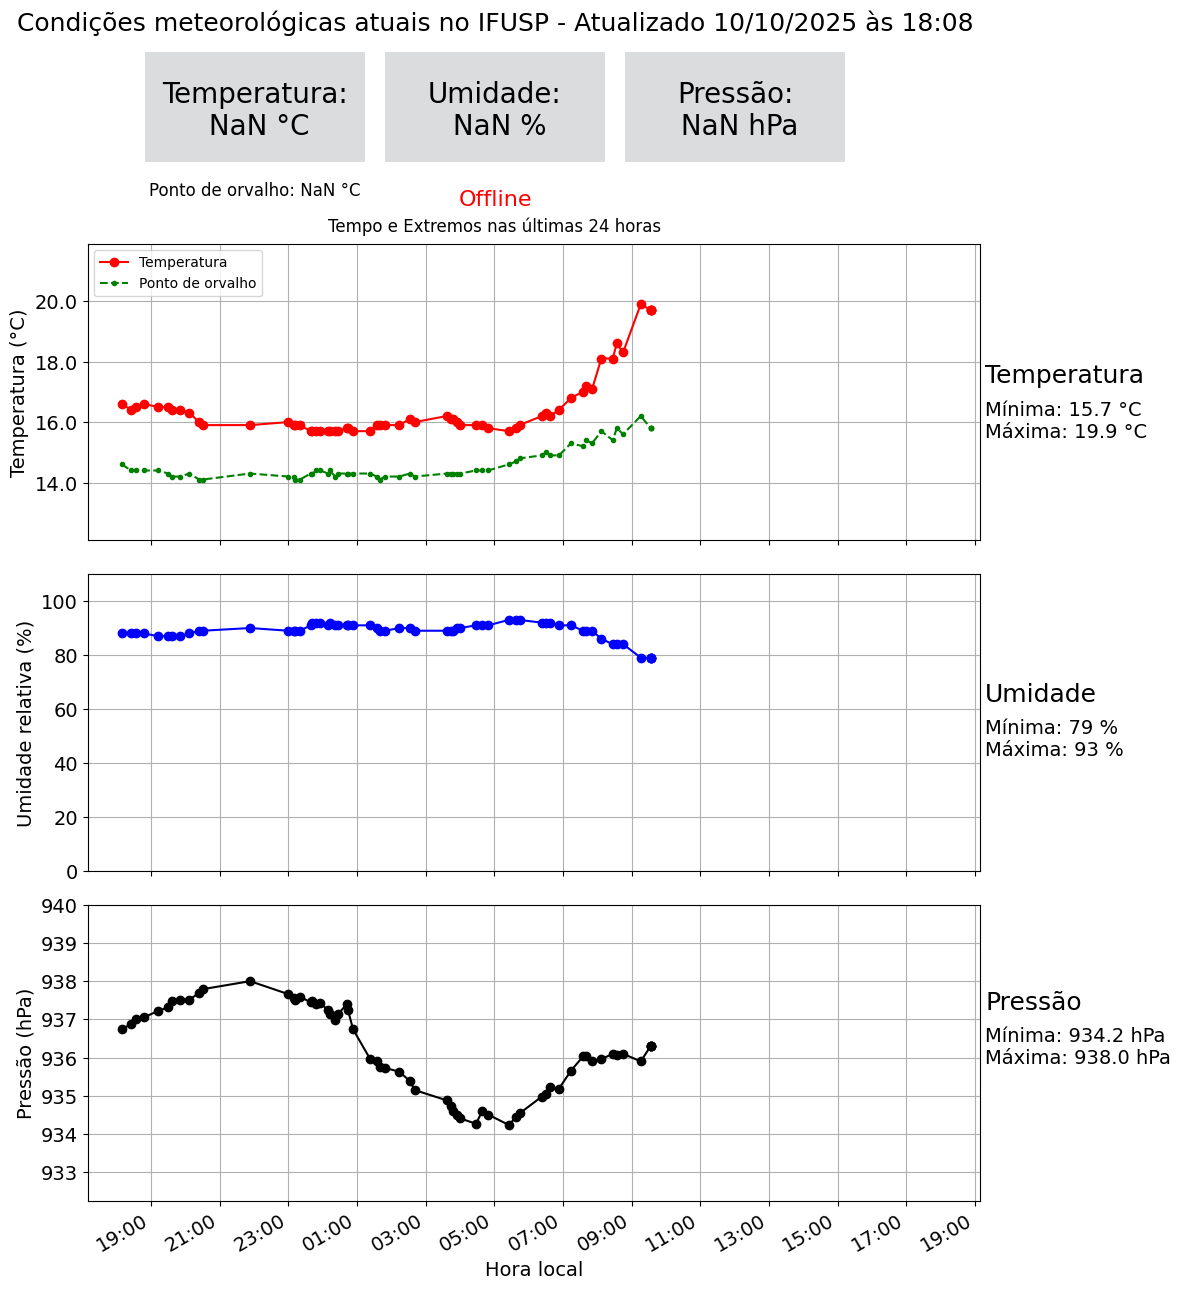 Condições meteorológicas atuais no IFUSP - Atualizado 10/10/2025 às 18:08
Temperatura:
NaN °C
Umidade:
NaN %
Pressão:
NaN hPa
Ponto de orvalho: NaN °C
Offline
Tempo e Extremos nas últimas 24 horas
Temperatura
Ponto de orvalho
Temperatura (°C)
20.0
18.0
16.0
14.0
Temperatura
Mínima: 15.7 °C
Máxima: 19.9 °C
Umidade relativa (%)
100
80
60
40
20
0
Umidade
Mínima: 79 %
Máxima: 93 %
Pressão (hPa)
940
939
938
937
936
935
934
933
Pressão
Mínima: 934.2 hPa
Máxima: 938.0 hPa
19:00 21:00 23:00 01:00 03:00 05:00 07:00 09:00 11:00 13:00 15:00 17:00 19:00
Hora local